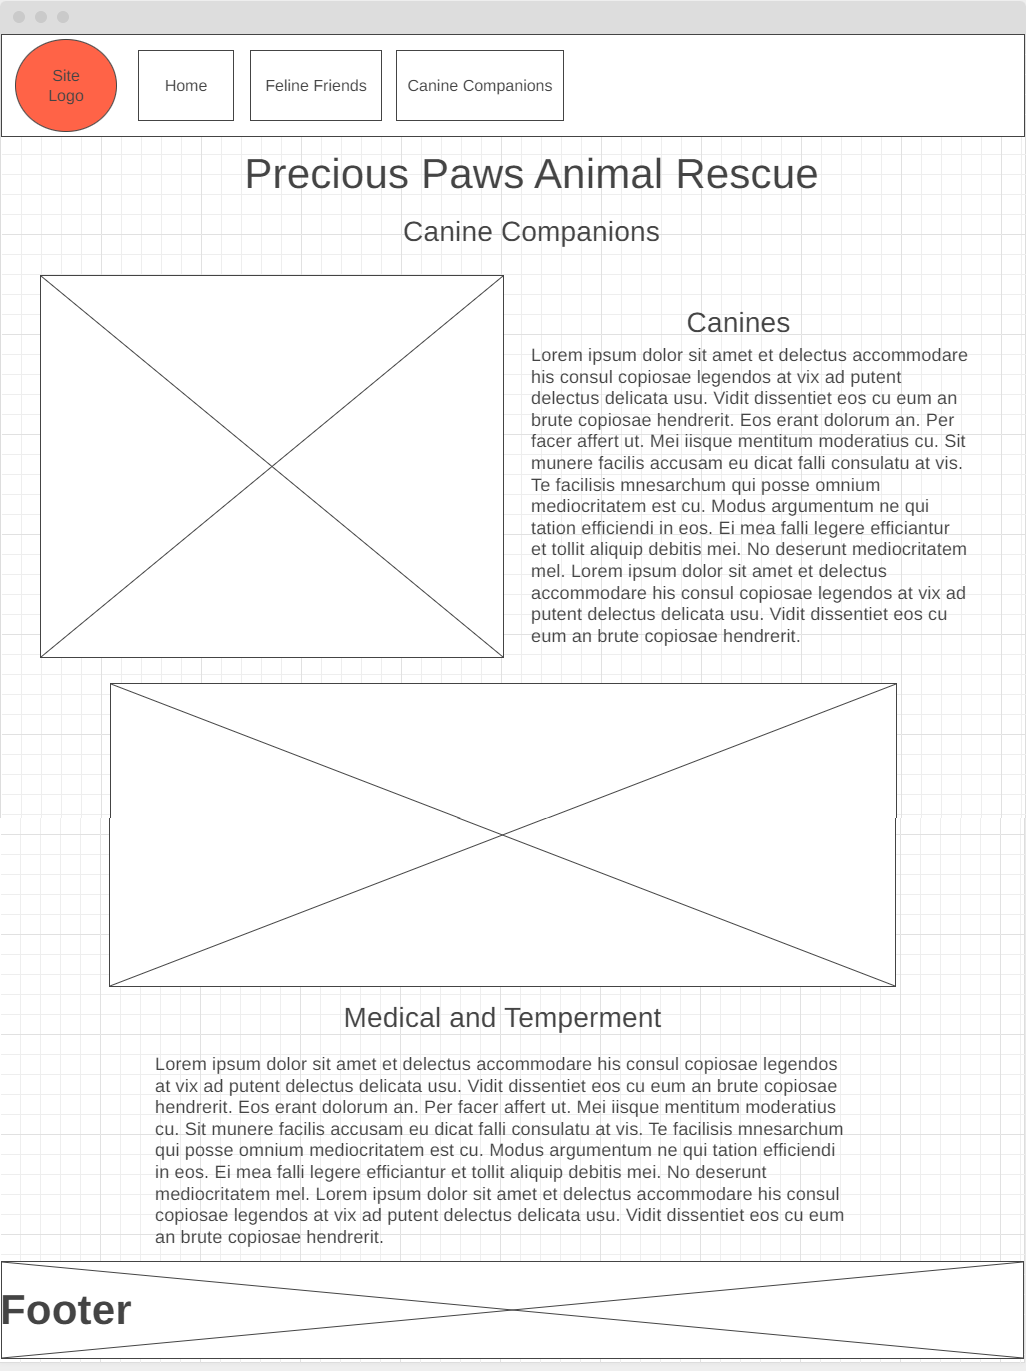 Site
Logo
Home
Feline Friends
Canine Companions
Precious Paws Animal Rescue
Canine Companions
Canines
Lorem ipsum dolor sit amet et delectus accommodare
his consul copiosae legendos at vix ad putent
delectus delicata usu. Vidit dissentiet eos cu eum an
brute copiosae hendrerit. Eos erant dolorum an. Per
facer affert ut. Mei iisque mentitum moderatius cu. Sit
munere facilis accusam eu dicat falli consulatu at vis.
Te facilisis mnesarchum qui posse omnium
mediocritatem est cu. Modus argumentum ne qui
tation efficiendi in eos. Ei mea falli legere efficiantur
et tollit aliquip debitis mei. No deserunt mediocritatem
mel. Lorem ipsum dolor sit amet et delectus
accommodare his consul copiosae legendos at vix ad
putent delectus delicata usu. Vidit dissentiet eos cu
eum an brute copiosae hendrerit.
Medical and Temperment
Lorem ipsum dolor sit amet et delectus accommodare his consul copiosae legendos
at vix ad putent delectus delicata usu. Vidit dissentiet eos cu eum an brute copiosae
hendrerit. Eos erant dolorum an. Per facer affert ut. Mei iisque mentitum moderatius
cu. Sit munere facilis accusam eu dicat falli consulatu at vis. Te facilisis mnesarchum
qui posse omnium mediocritatem est cu. Modus argumentum ne qui tation efficiendi
in eos. Ei mea falli legere efficiantur et tollit aliquip debitis mei. No deserunt
mediocritatem mel. Lorem ipsum dolor sit amet et delectus accommodare his consul
copiosae legendos at vix ad putent delectus delicata usu. Vidit dissentiet eos cu eum
an brute copiosae hendrerit.
Footer